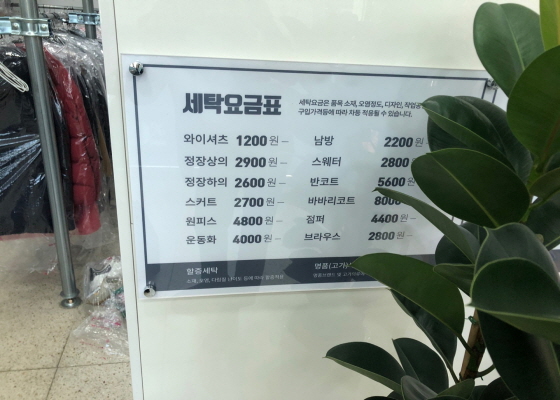 세탁요금표
세탁요금은 품목 소재, 오염정도, 디자인, 작업공
구입가격등에 따라 차등 적용될 수 있습니다.
와이셔츠 1200원 ~ 남방 2200원 ~
정장상의 2900원 ~ 스웨터 2800
정장하의 2600원 ~ 반코트 5600원 ~
스커트 2700원 ~ 바바리코트 8000
원피스 4800원 ~ 점퍼 4400원 ~
운동화 4000원 ~ 브라우스 2800원 ~
할증세탁 명품(고가)